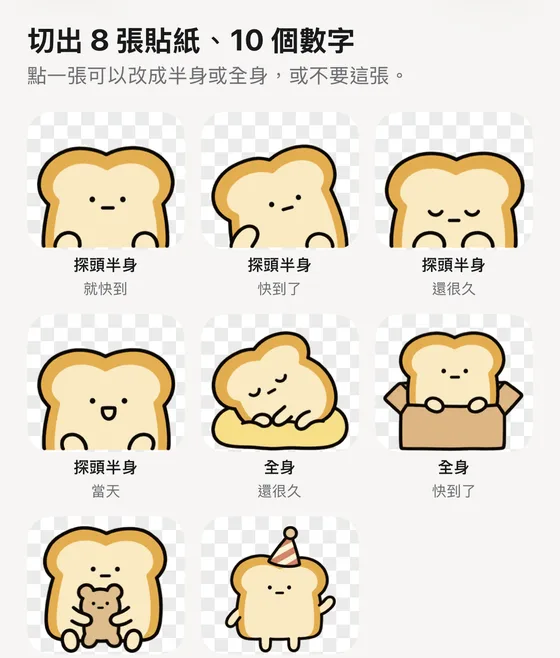 切出 8 張貼紙、10 個數字
點一張可以改成半身或全身，或不要這張。
探頭半身
就快到
探頭半身
快到了
探頭半身
還很久
探頭半身
當天
全身
還很久
全身
快到了